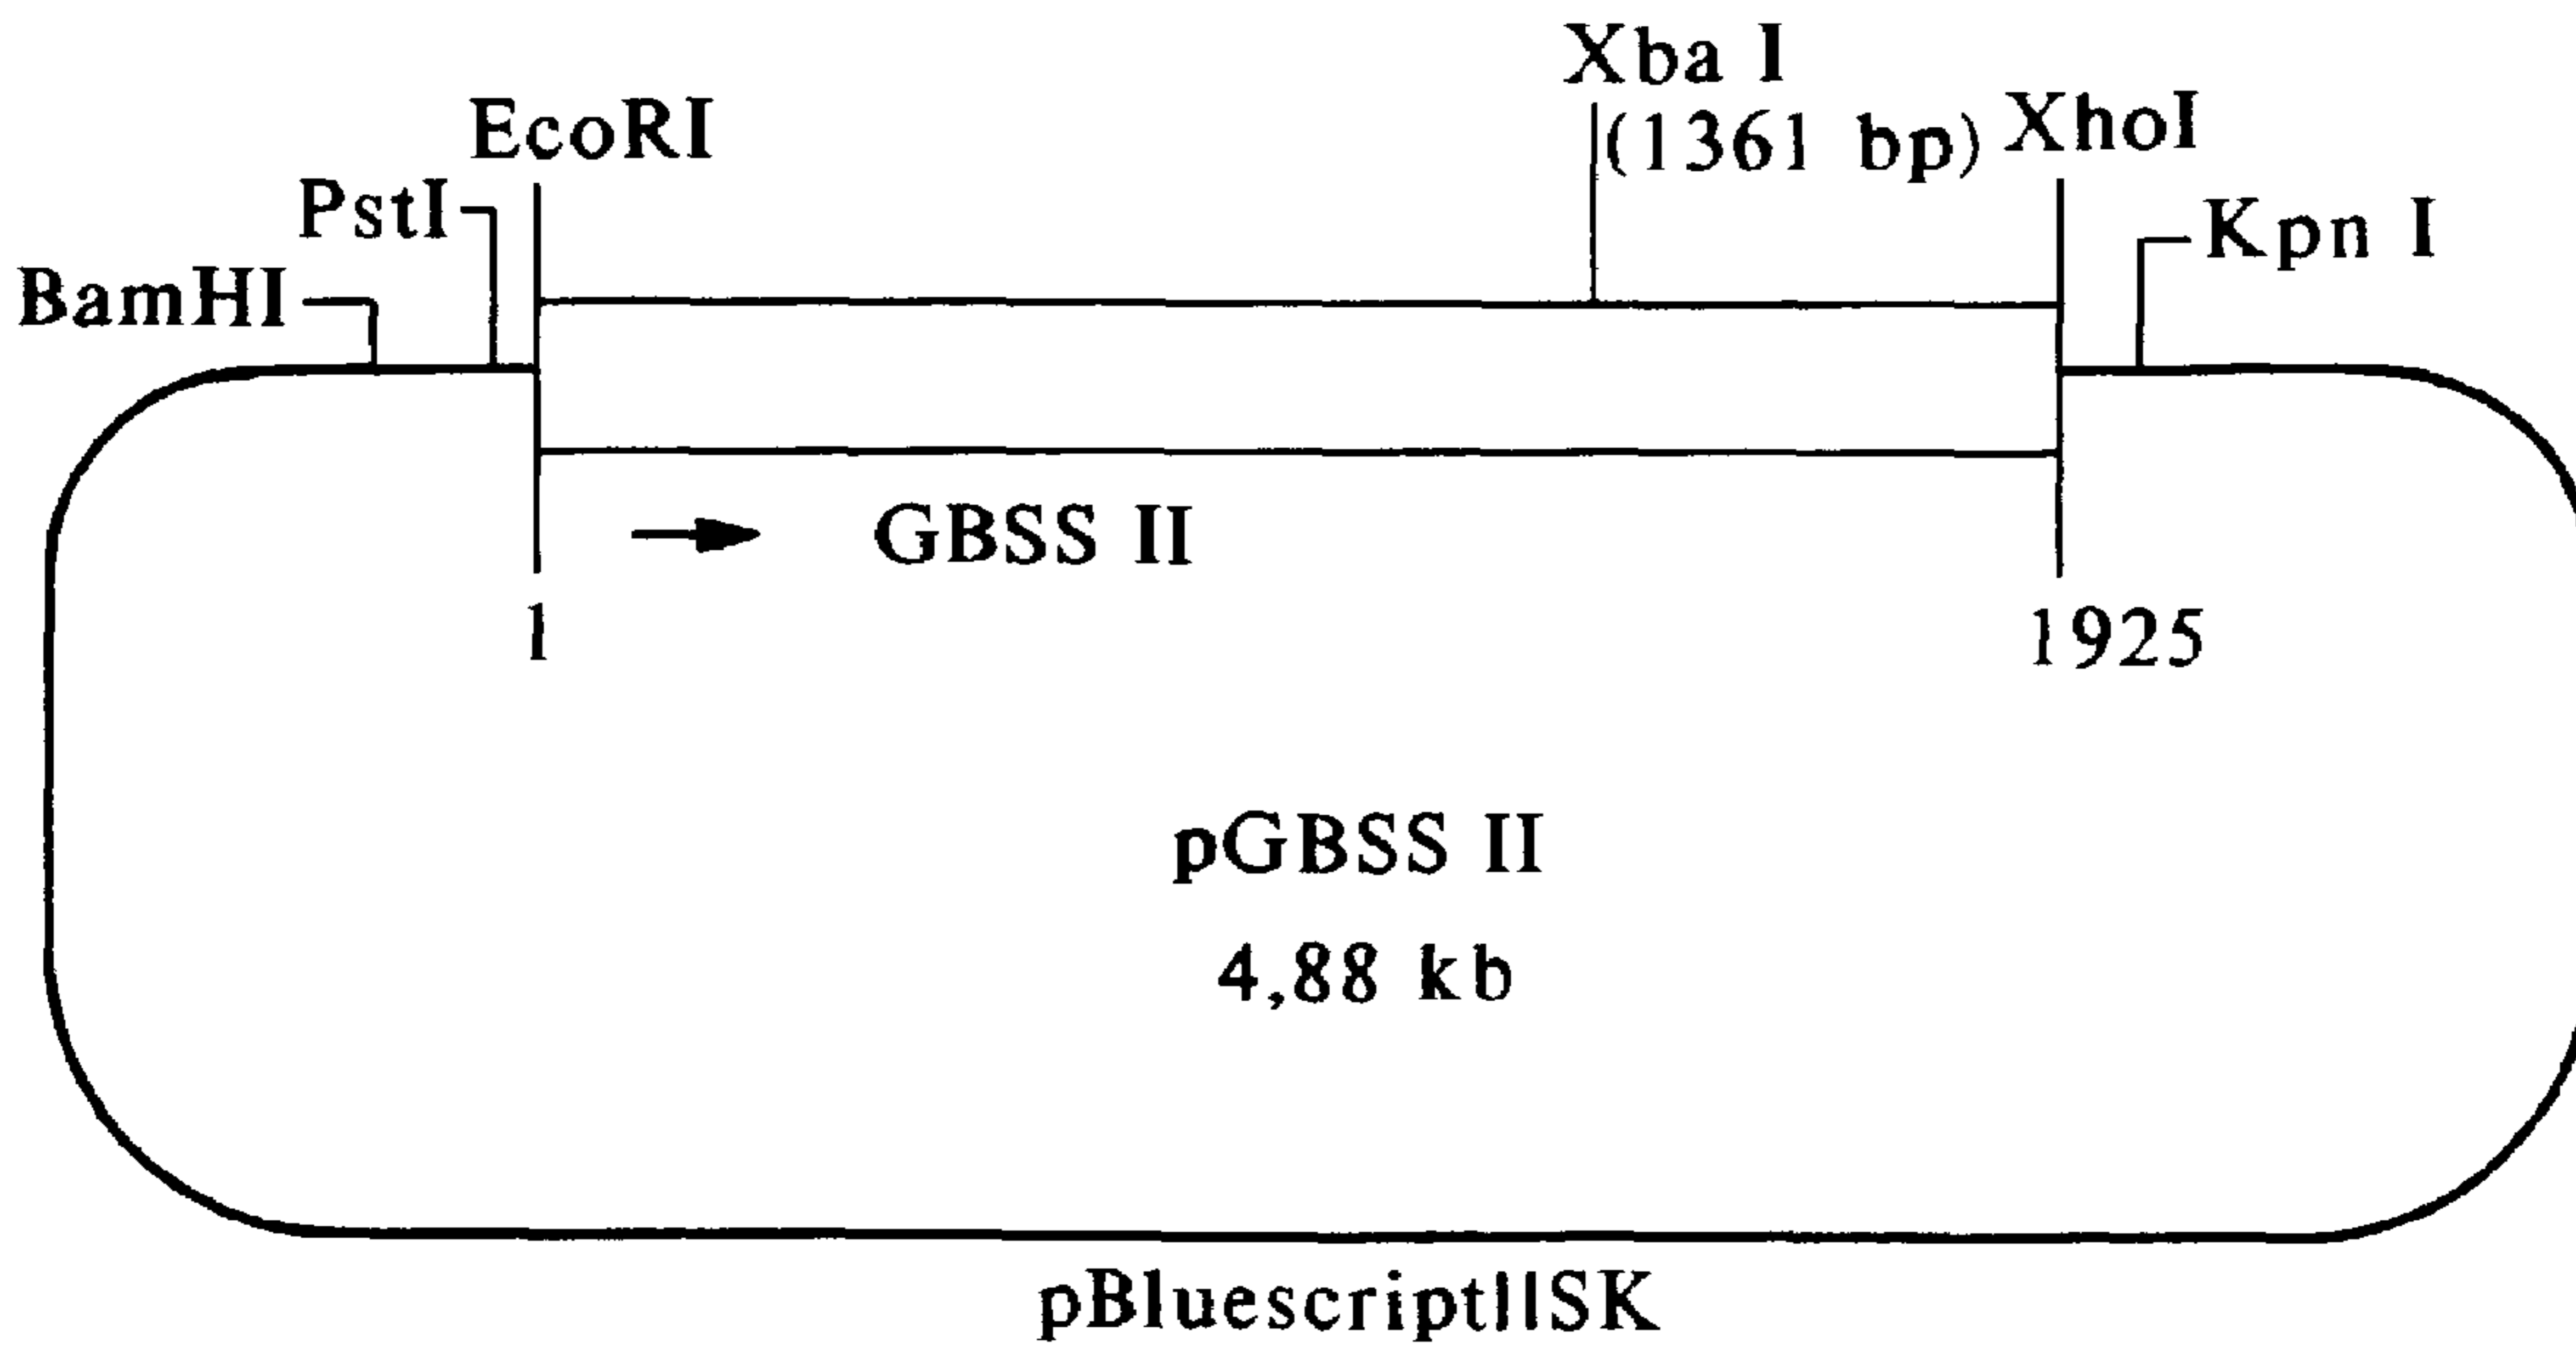 Xba I
(1361 bp)
EcoRI
XhoI
PstI
Kpn I
BamHI
GBSS II
1
1925
pGBSS II
4,88 kb
pBluescriptIISK